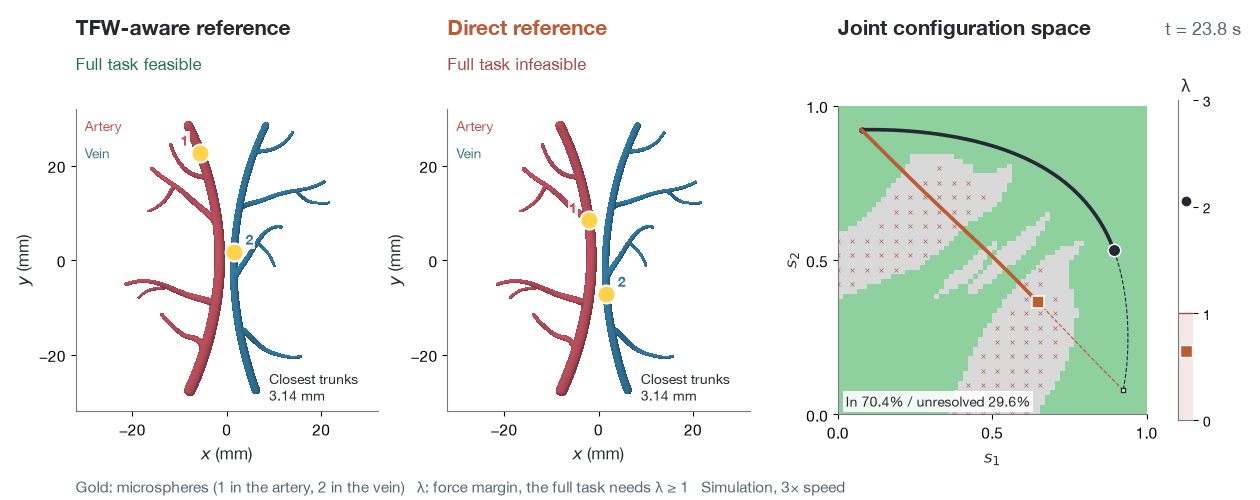 TFW-aware reference
Full task feasible
Artery
Vein
1
2
Closest trunks
3.14 mm
20
0
−20
y (mm)
−20
0
20
x (mm)
Direct reference
Full task infeasible
Artery
Vein
1
2
Closest trunks
3.14 mm
20
0
−20
y (mm)
−20
0
20
x (mm)
Joint configuration space
t = 23.8 s
1.0
0.5
0.0
s₂
In 70.4% / unresolved 29.6%
0.0
0.5
1.0
s₁
λ
3
2
1
0
Gold: microspheres (1 in the artery, 2 in the vein) λ: force margin, the full task needs λ ≥ 1 Simulation, 3× speed